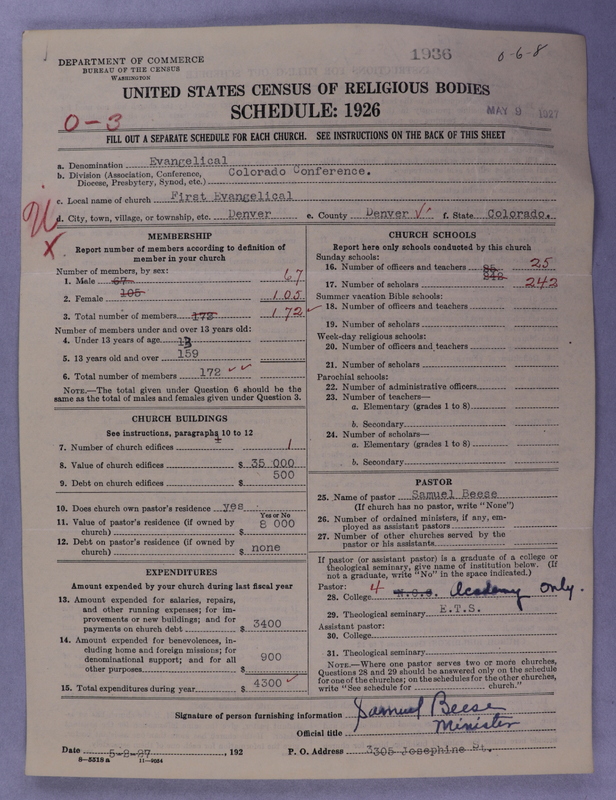 DEPARTMENT OF COMMERCE
BUREAU OF THE CENSUS
WASHINGTON
1936
0-6-8
UNITED STATES CENSUS OF RELIGIOUS BODIES
SCHEDULE: 1926
MAY 9 1927
0-3
FILL OUT A SEPARATE SCHEDULE FOR EACH CHURCH. SEE INSTRUCTIONS ON THE BACK OF THIS SHEET
a. Denomination Evangelical
b. Division (Association, Conference, Diocese, Presbytery, Synod, etc.) Colorado Conference.
c. Local name of church First Evangelical
d. City, town, village, or township, etc. Denver e. County Denver ✓ f. State Colorado.
X
MEMBERSHIP
Report number of members according to definition of
member in your church
Number of members, by sex:
1. Male 67 67
2. Female 105 105
3. Total number of members 172 172 ✓
Number of members under and over 13 years old:
4. Under 13 years of age 13
5. 13 years old and over 159
6. Total number of members 172 ✓✓
NOTE.—The total given under Question 6 should be
same as the total of males and females given under Question 3.
CHURCH BUILDINGS
See instructions, paragraphs 10 to 12
7. Number of church edifices 1
8. Value of church edifices $ 35 000
9. Debt on church edifices $ 500
10. Does church own pastor's residence yes
Yes or No
11. Value of pastor's residence (if owned by
church) $ 8 000
12. Debt on pastor's residence (if owned by
church) $ none
EXPENDITURES
Amount expended by your church during last fiscal year
13. Amount expended for salaries, repairs,
and other running expenses; for im-
provements or new buildings; and for
payments on church debt $ 3400
14. Amount expended for benevolences, in-
cluding home and foreign missions; for
denominational support; and for all
other purposes $ 900
15. Total expenditures during year $ 4300 ✓
CHURCH SCHOOLS
Report here only schools conducted by this church
Sunday schools:
16. Number of officers and teachers 25 25
17. Number of scholars 242 242
Summer vacation Bible schools:
18. Number of officers and teachers
19. Number of scholars
Week-day religious schools:
20. Number of officers and teachers
21. Number of scholars
Parochial schools:
22. Number of administrative officers
23. Number of teachers—
a. Elementary (grades 1 to 8)
b. Secondary
24. Number of scholars—
a. Elementary (grades 1 to 8)
b. Secondary
PASTOR
25. Name of pastor Samuel Beese
(If church has no pastor, write "None")
26. Number of ordained ministers, if any, em-
ployed as assistant pastors
27. Number of other churches served by the
pastor or his assistants
If pastor (or assistant pastor) is a graduate of a college or
theological seminary, give name of institution below. (If
not a graduate, write "No" in the space indicated.)
Pastor:
28. College 4 Academy only.
29. Theological seminary E.T.S.
Assistant pastor:
30. College
31. Theological seminary
NOTE.—Where one pastor serves two or more churches,
Questions 28 and 29 should be answered only on the schedule
for one of the churches; on the schedules for the other churches,
write "See schedule for church."
Signature of person furnishing information Samuel Beese
Official title Minister
Date 5-2-27, 192 P. O. Address 3305 Josephine St.
8-5518 a 11-9054